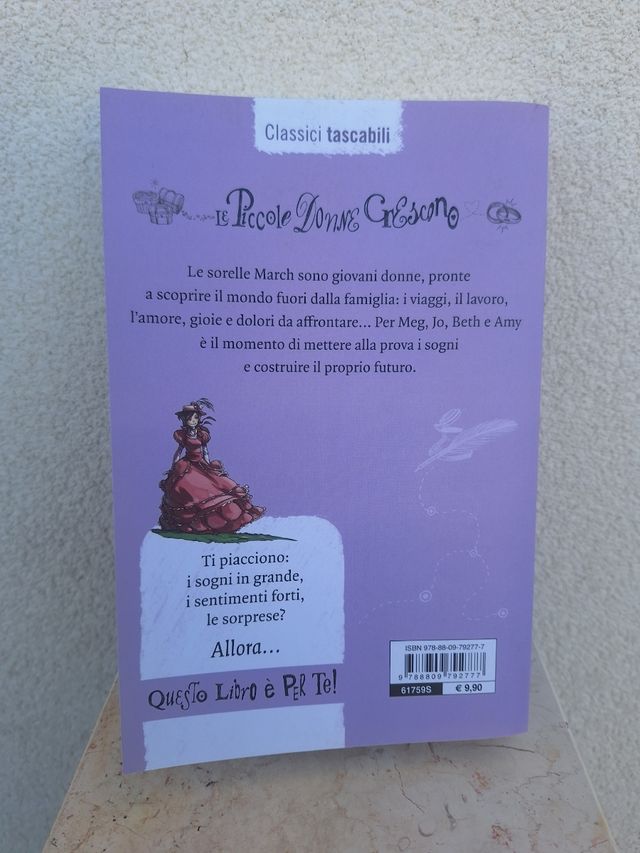 Classici tascabili
Le Piccole Donne Crescono
Le sorelle March sono giovani donne, pronte
a scoprire il mondo fuori dalla famiglia: i viaggi, il lavoro,
l'amore, gioie e dolori da affrontare... Per Meg, Jo, Beth e Amy
è il momento di mettere alla prova i sogni
e costruire il proprio futuro.
Ti piacciono:
i sogni in grande,
i sentimenti forti,
le sorprese?
Allora...
Questo Libro è Per Te!
ISBN 978-88-09-79277-7
9 788809 792777
61759S € 9,90